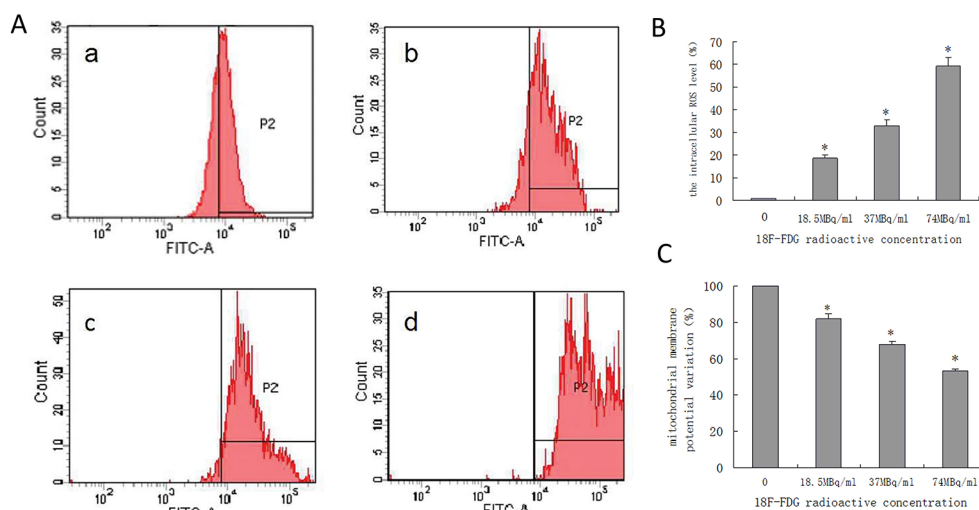 A
a
35
30
25
20
15
10
5
0
Count
P2
10² 10³ 10⁴ 10⁵
FITC-A
b
35
30
25
20
15
10
5
0
Count
P2
10² 10³ 10⁴ 10⁵
FITC-A
c
50
40
30
20
10
0
Count
P2
10² 10³ 10⁴ 10⁵
FITC-A
d
35
30
25
20
15
10
5
0
Count
P2
10² 10³ 10⁴ 10⁵
FITC-A
B
the intracellular ROS level (%)
70
60
50
40
30
20
10
0
* * *
0 18.5MBq/ml 37MBq/ml 74MBq/ml
18F-FDG radioactive concentration
C
mitochondrial membrane
potential variation (%)
100
80
60
40
20
0
* * *
0 18.5MBq/ml 37MBq/ml 74MBq/ml
18F-FDG radioactive concentration